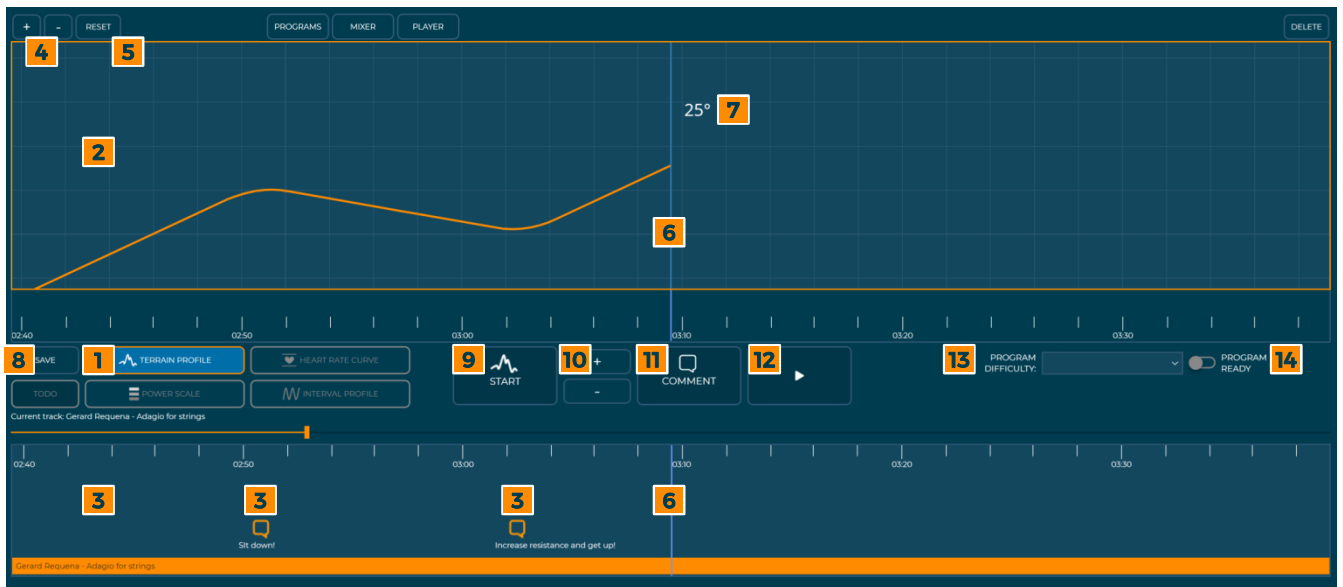 + - RESET PROGRAMS MIXER PLAYER DELETE
4 5
25° 7
2
6
02:40 02:50 03:00 03:10 03:20 03:30
8 SAVE 1 TERRAIN PROFILE HEART RATE CURVE 9 START 10 + 11 COMMENT 12 13 PROGRAM DIFFICULTY: PROGRAM READY 14
TODO POWER SCALE INTERVAL PROFILE -
Current track: Gerard Requena - Adagio for strings
02:40 02:50 03:00 03:10 03:20 03:30
3 3 3 6
Sit down! Increase resistance and get up!
Gerard Requena - Adagio for strings